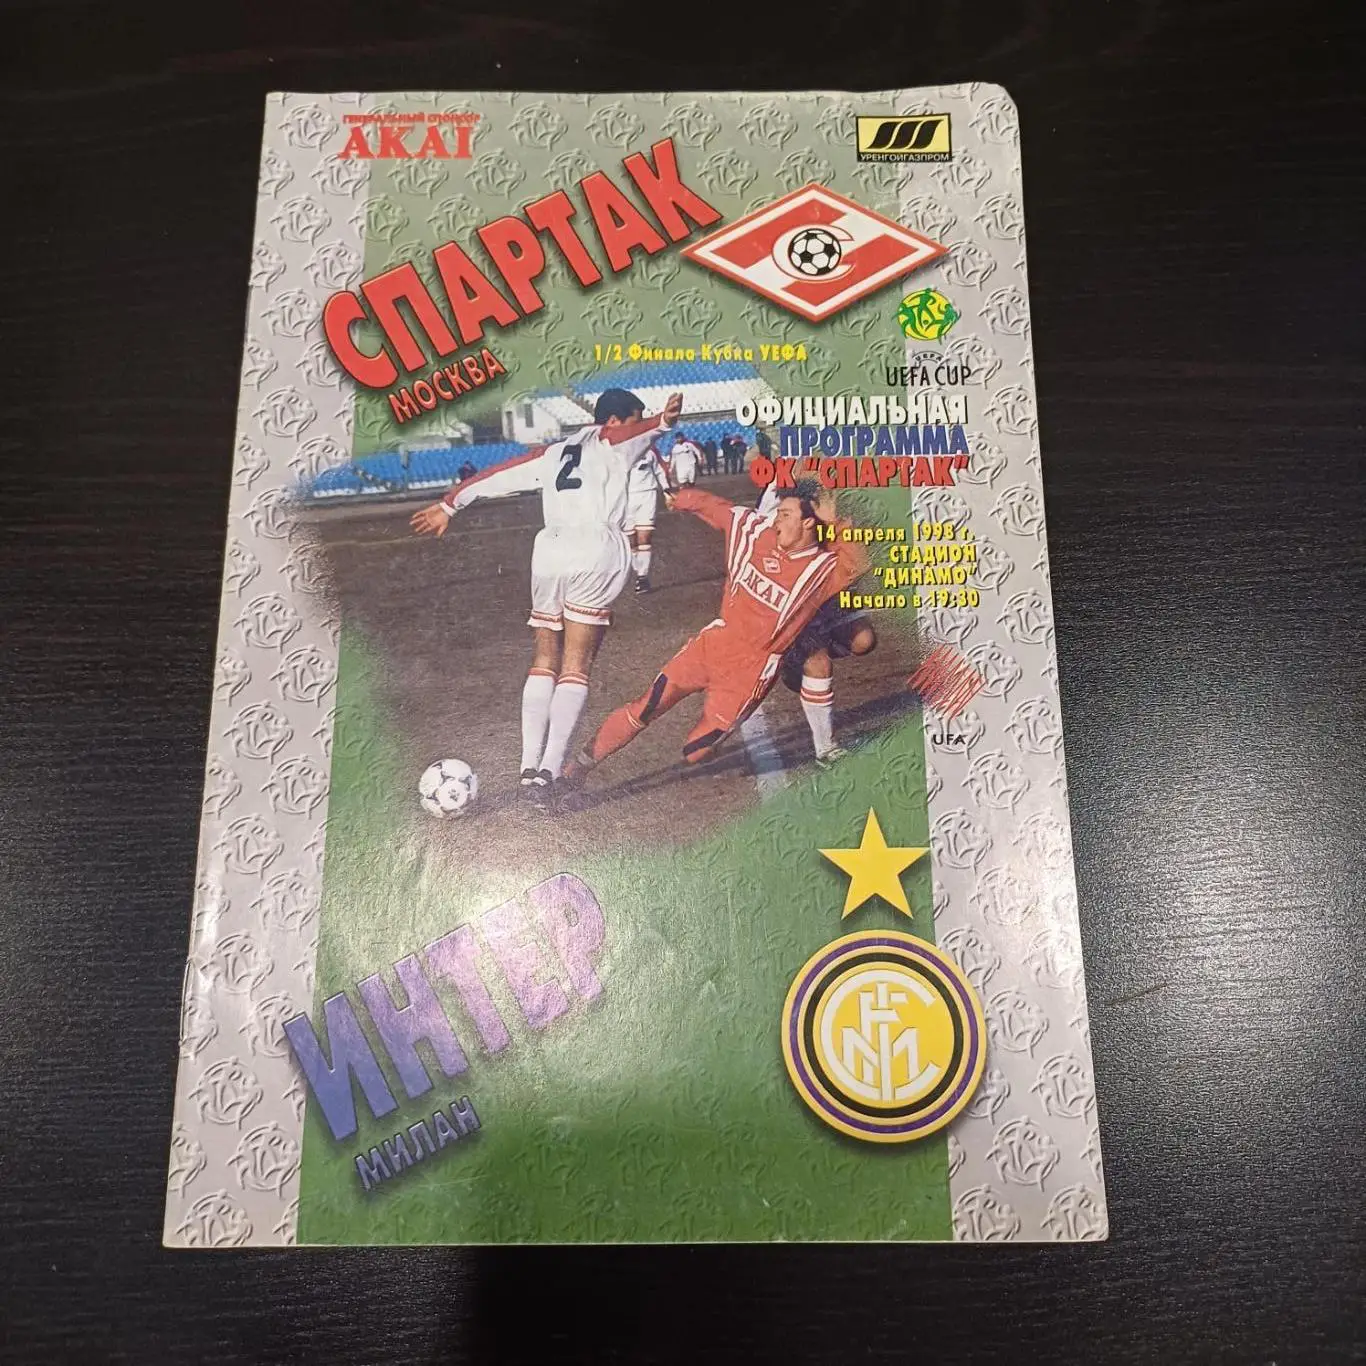 ГЕНЕРАЛЬНЫЙ СПОНСОР
AKAI
УРЕНГОЙГАЗПРОМ
СПАРТАК
МОСКВА
С
1/2 Финала Кубка УЕФА
UEFA
UEFA CUP
ОФИЦИАЛЬНАЯ
ПРОГРАММА
ФК "СПАРТАК"
14 апреля 1998 г.
СТАДИОН
"ДИНАМО"
Начало в 19:30
2
AKAI
UFA
ИНТЕР
МИЛАН